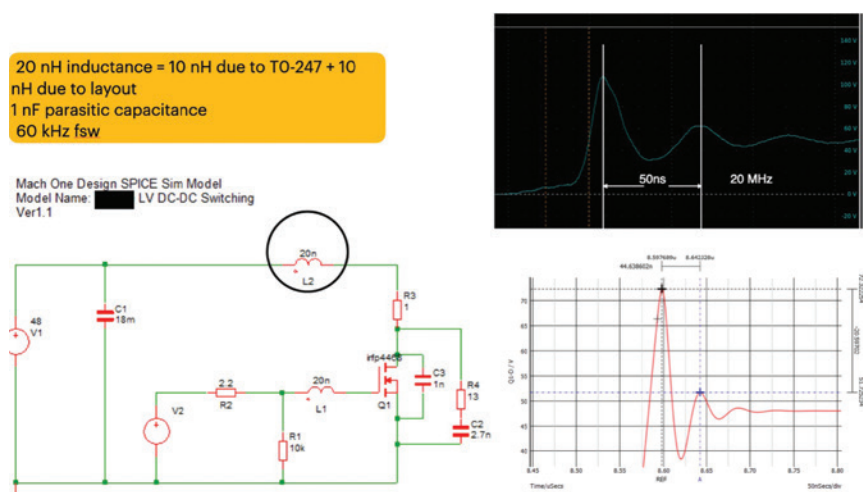 20 nH inductance = 10 nH due to TO-247 + 10
nH due to layout
1 nF parasitic capacitance
60 kHz fsw
Mach One Design SPICE Sim Model
Model Name: LV DC-DC Switching
Ver1.1
20n
L2
R3
1
C1
18m
48
V1
irfp4468
C3
1n
R4
13
2.2
R2
20n
L1
Q1
V2
R1
10k
C2
2.7n
140 V
120 V
100 V
80 V
60 V
40 V
20 V
0 V
-20 V
50ns
20 MHz
8.597689u
8.642328u
44.638602n
Q1-D / V
70
65
60
55
50
45
40
8.45
8.50
8.55
8.60
8.65
8.70
8.75
8.80
REF
A
Time/uSecs
50nSecs/div